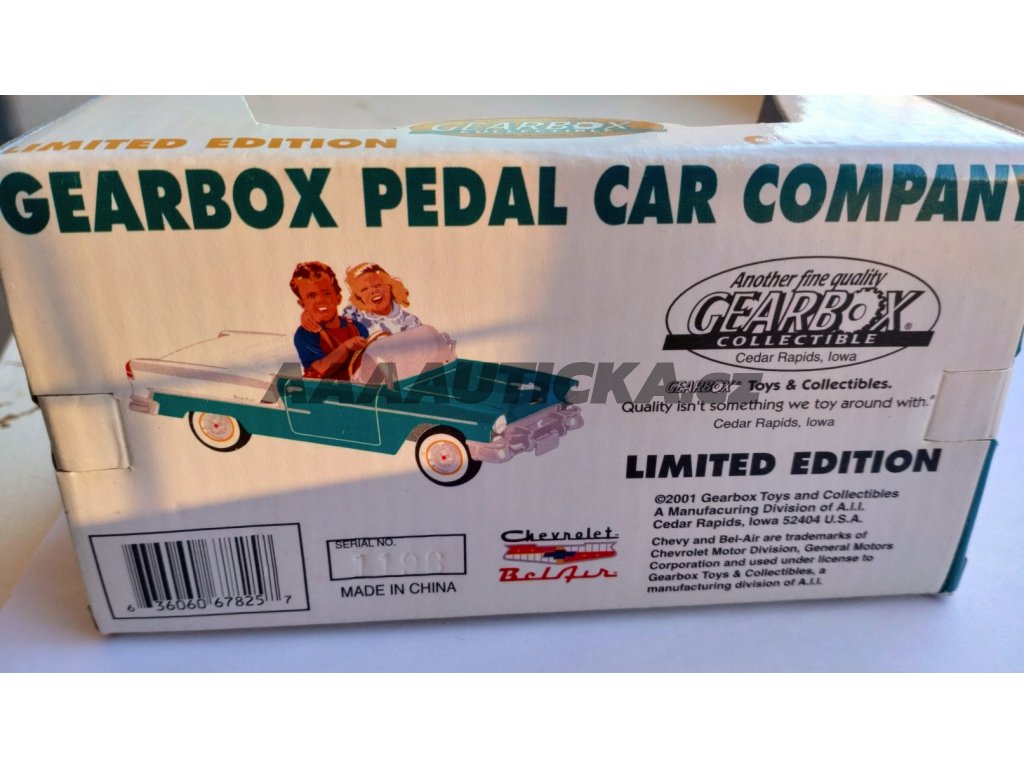 LIMITED EDITION
GEARBOX
COLLECTIBLE
GEARBOX PEDAL CAR COMPANY
Another fine quality
GEARBOX®
COLLECTIBLE
Cedar Rapids, Iowa
GEARBOX® Toys & Collectibles.
Quality isn't something we toy around with.®
Cedar Rapids, Iowa
AAAAUTICKA.CZ
LIMITED EDITION
©2001 Gearbox Toys and Collectibles
A Manufacuring Division of A.I.I.
Cedar Rapids, Iowa 52404 U.S.A.
Chevy and Bel-Air are trademarks of
Chevrolet Motor Division, General Motors
Corporation and used under license to
Gearbox Toys & Collectibles, a
manufacturing division of A.I.I.
Chevrolet
Bel Air
SERIAL NO.
MADE IN CHINA
6 36060 67825 7